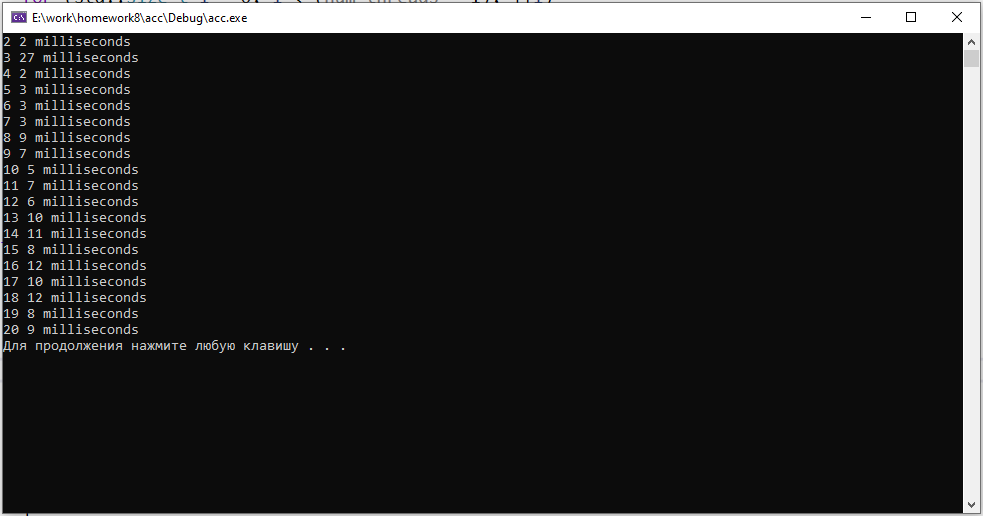 E:\work\homework8\acc\Debug\acc.exe
2 2 milliseconds
3 27 milliseconds
4 2 milliseconds
5 3 milliseconds
6 3 milliseconds
7 3 milliseconds
8 9 milliseconds
9 7 milliseconds
10 5 milliseconds
11 7 milliseconds
12 6 milliseconds
13 10 milliseconds
14 11 milliseconds
15 8 milliseconds
16 12 milliseconds
17 10 milliseconds
18 12 milliseconds
19 8 milliseconds
20 9 milliseconds
Для продолжения нажмите любую клавишу . . .